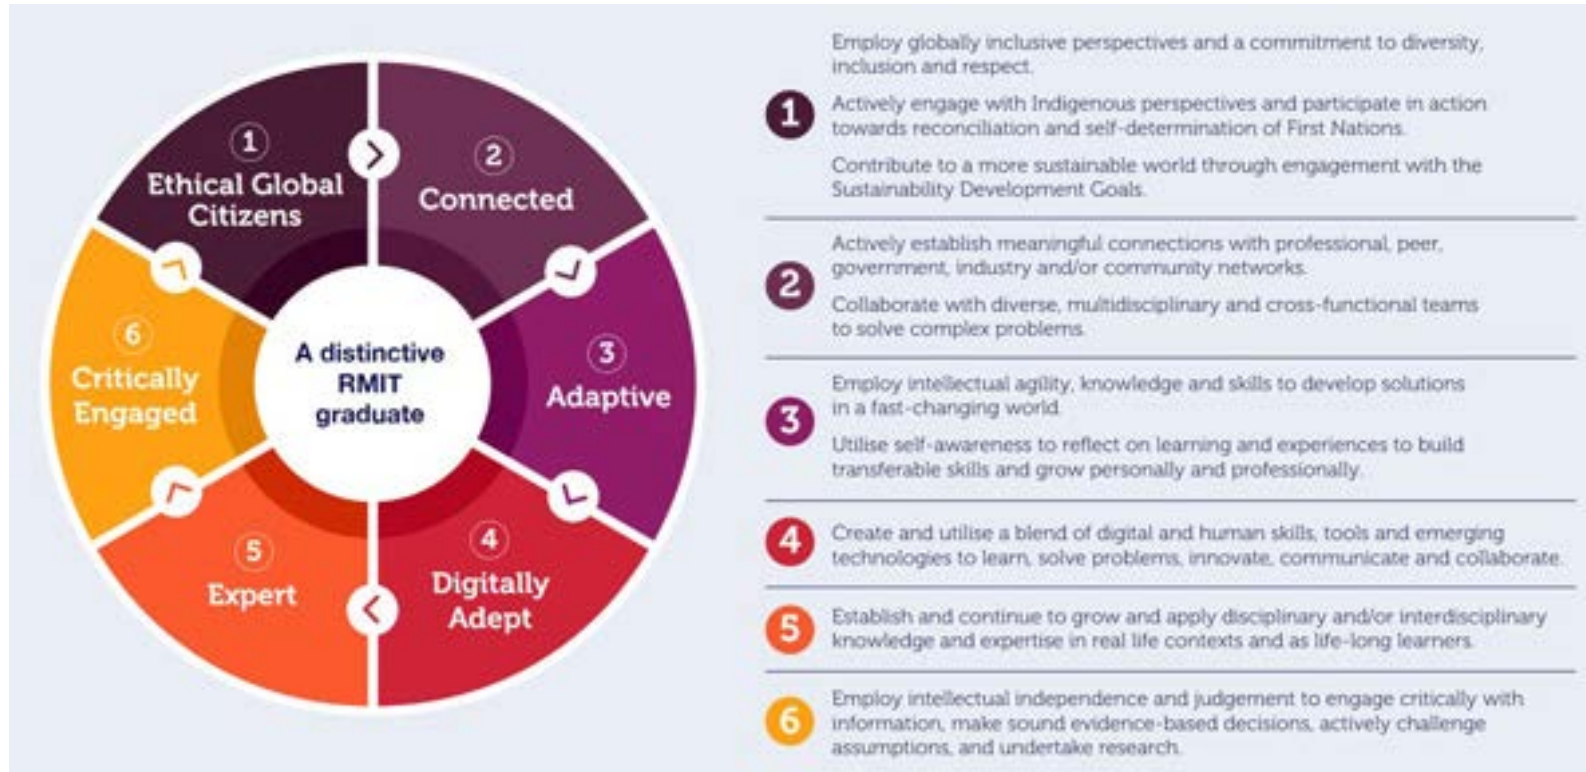 1
Ethical Global
Citizens
2
Connected
3
Adaptive
4
Digitally
Adept
5
Expert
6
Critically
Engaged
A distinctive
RMIT
graduate
1
Employ globally inclusive perspectives and a commitment to diversity,
inclusion and respect.
Actively engage with Indigenous perspectives and participate in action
towards reconciliation and self-determination of First Nations.
Contribute to a more sustainable world through engagement with the
Sustainability Development Goals.
2
Actively establish meaningful connections with professional, peer,
government, industry and/or community networks.
Collaborate with diverse, multidisciplinary and cross-functional teams
to solve complex problems.
3
Employ intellectual agility, knowledge and skills to develop solutions
in a fast-changing world.
Utilise self-awareness to reflect on learning and experiences to build
transferable skills and grow personally and professionally.
4
Create and utilise a blend of digital and human skills, tools and emerging
technologies to learn, solve problems, innovate, communicate and collaborate.
5
Establish and continue to grow and apply disciplinary and/or interdisciplinary
knowledge and expertise in real life contexts and as life-long learners.
6
Employ intellectual independence and judgement to engage critically with
information, make sound evidence-based decisions, actively challenge
assumptions, and undertake research.